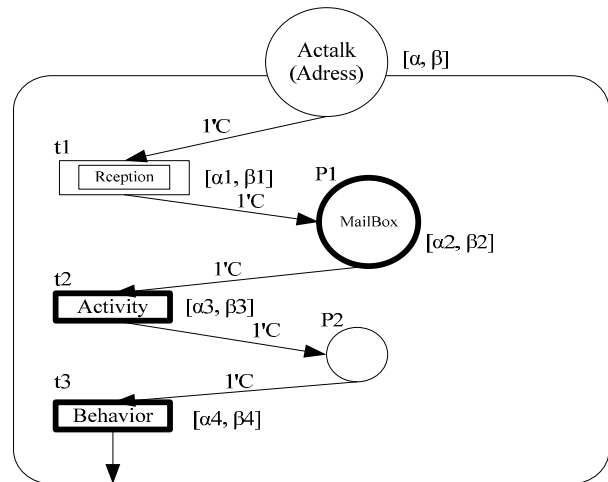 Actalk
(Adress)
[α, β]
1'C
t1
Rception
[α1, β1]
1'C
P1
MailBox
[α2, β2]
1'C
t2
Activity
[α3, β3]
1'C
P2
1'C
t3
Behavior
[α4, β4]